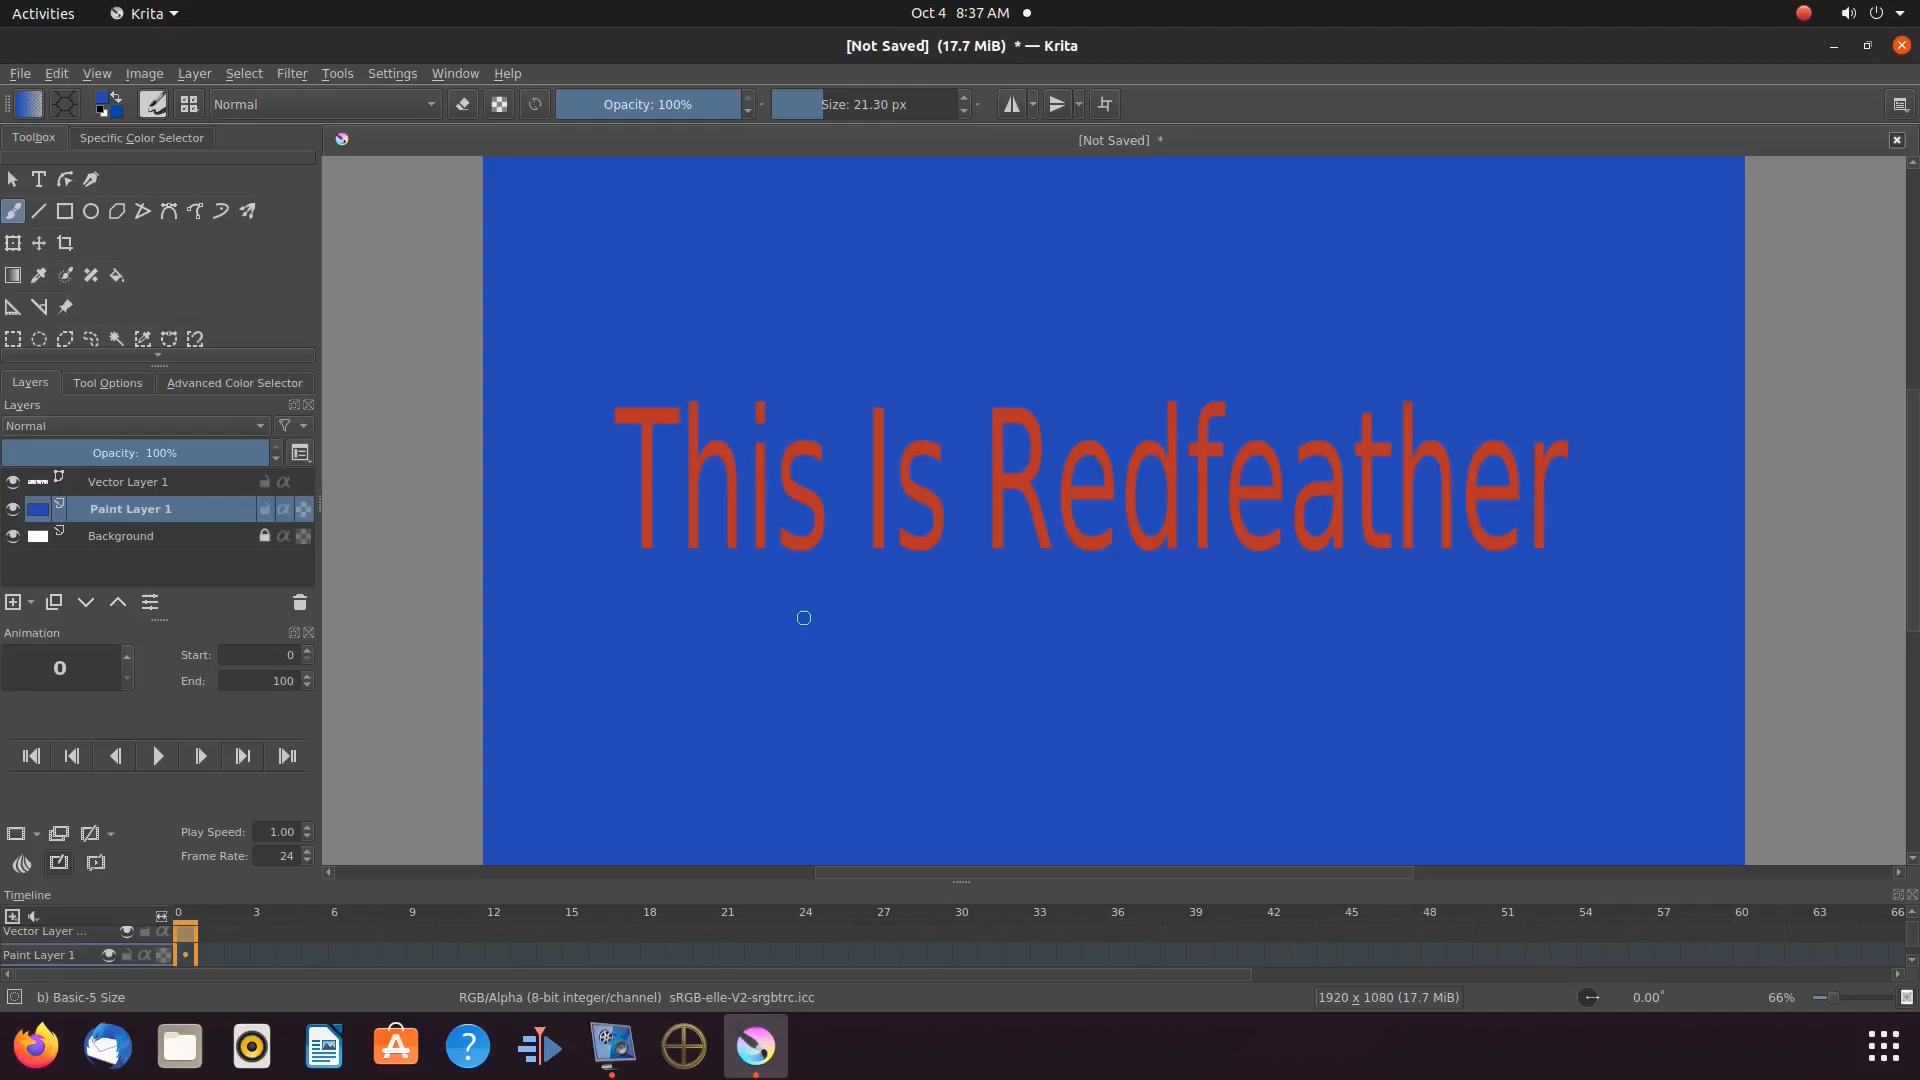 Activities
Krita
Oct 4 8:37 AM
[Not Saved] (17.7 MiB) * — Krita
File Edit View Image Layer Select Filter Tools Settings Window Help
Normal
Opacity: 100%
Size: 21.30 px
Toolbox
Specific Color Selector
[Not Saved] *
This Is Redfeather
Layers
Tool Options
Advanced Color Selector
Layers
Normal
Opacity: 100%
Vector Layer 1
Paint Layer 1
Background
Animation
0
Start: 0
End: 100
Play Speed: 1.00
Frame Rate: 24
Timeline
0 3 6 9 12 15 18 21 24 27 30 33 36 39 42 45 48 51 54 57 60 63 66
Vector Layer ...
Paint Layer 1
b) Basic-5 Size
RGB/Alpha (8-bit integer/channel) sRGB-elle-V2-srgbtrc.icc
1920 x 1080 (17.7 MiB)
0.00°
66%